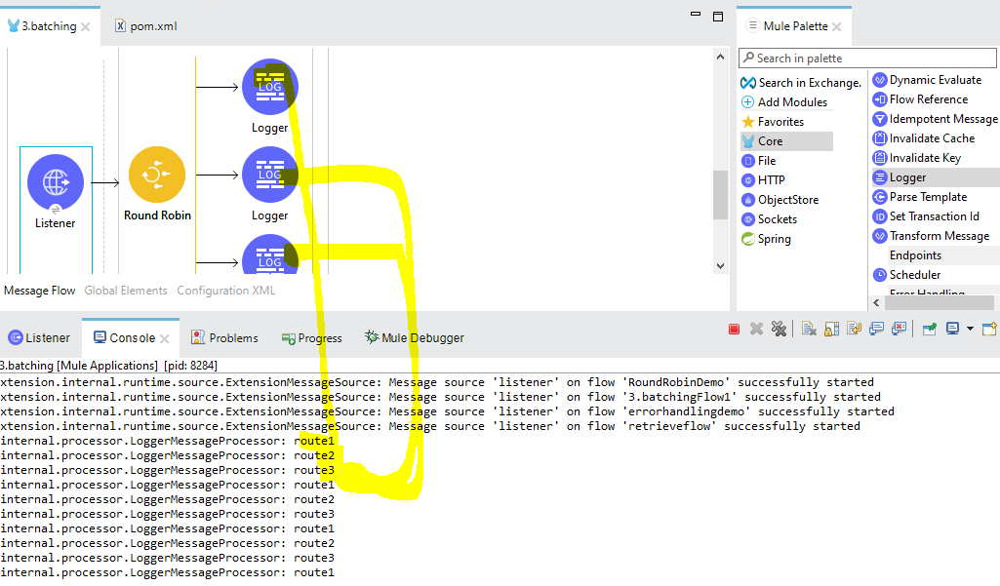 3.batching
pom.xml
LOG
Logger
LOG
Logger
LOG
Listener
Round Robin
Message Flow
Global Elements
Configuration XML
Mule Palette
Search in palette
Search in Exchange.
Add Modules
Favorites
Core
File
HTTP
ObjectStore
Sockets
Spring
Dynamic Evaluate
Flow Reference
Idempotent Message
Invalidate Cache
Invalidate Key
Logger
Parse Template
Set Transaction Id
Transform Message
Endpoints
Scheduler
Error Handling
Listener
Console
Problems
Progress
Mule Debugger
3.batching [Mule Applications] [pid: 8284]
xtension.internal.runtime.source.ExtensionMessageSource: Message source 'listener' on flow 'RoundRobinDemo' successfully started
xtension.internal.runtime.source.ExtensionMessageSource: Message source 'listener' on flow '3.batchingFlow1' successfully started
xtension.internal.runtime.source.ExtensionMessageSource: Message source 'listener' on flow 'errorhandlingdemo' successfully started
xtension.internal.runtime.source.ExtensionMessageSource: Message source 'listener' on flow 'retrieveflow' successfully started
internal.processor.LoggerMessageProcessor: route1
internal.processor.LoggerMessageProcessor: route2
internal.processor.LoggerMessageProcessor: route3
internal.processor.LoggerMessageProcessor: route1
internal.processor.LoggerMessageProcessor: route2
internal.processor.LoggerMessageProcessor: route3
internal.processor.LoggerMessageProcessor: route1
internal.processor.LoggerMessageProcessor: route2
internal.processor.LoggerMessageProcessor: route3
internal.processor.LoggerMessageProcessor: route1